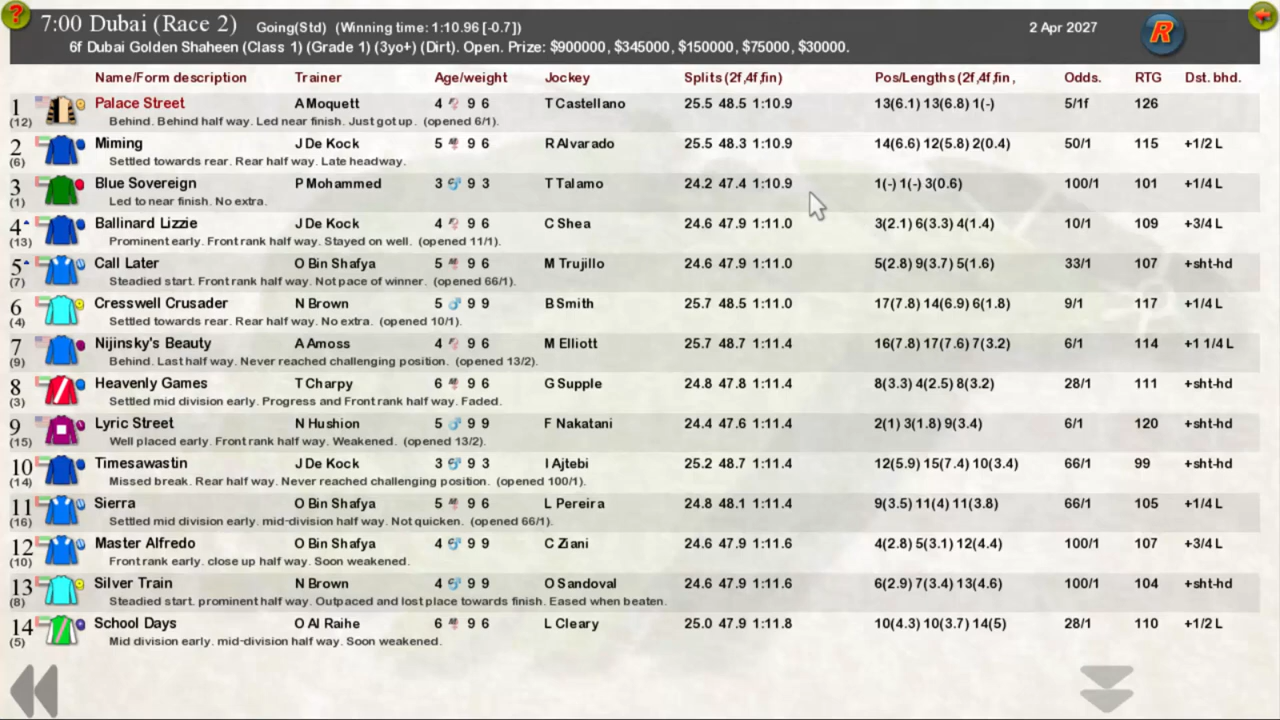 ?
7:00 Dubai (Race 2) Going(Std) (Winning time: 1:10.96 [-0.7]) 2 Apr 2027 R
6f Dubai Golden Shaheen (Class 1) (Grade 1) (3yo+) (Dirt). Open. Prize: $900000, $345000, $150000, $75000, $30000.
Name/Form description Trainer Age/weight Jockey Splits (2f,4f,fin) Pos/Lengths (2f,4f,fin, Odds. RTG Dst. bhd.
1 Palace Street A Moquett 4 9 6 T Castellano 25.5 48.5 1:10.9 13(6.1) 13(6.8) 1(-) 5/1f 126
(12) Behind. Behind half way. Led near finish. Just got up. (opened 6/1).
2 Miming J De Kock 5 9 6 R Alvarado 25.5 48.3 1:10.9 14(6.6) 12(5.8) 2(0.4) 50/1 115 +1/2 L
(6) Settled towards rear. Rear half way. Late headway.
3 Blue Sovereign P Mohammed 3 9 3 T Talamo 24.2 47.4 1:10.9 1(-) 1(-) 3(0.6) 100/1 101 +1/4 L
(1) Led to near finish. No extra.
4 Ballinard Lizzie J De Kock 4 9 6 C Shea 24.6 47.9 1:11.0 3(2.1) 6(3.3) 4(1.4) 10/1 109 +3/4 L
(13) Prominent early. Front rank half way. Stayed on well. (opened 11/1).
5 Call Later O Bin Shafya 5 9 6 M Trujillo 24.6 47.9 1:11.0 5(2.8) 9(3.7) 5(1.6) 33/1 107 +sht-hd
(7) Steadied start. Front rank half way. Not pace of winner. (opened 66/1).
6 Cresswell Crusader N Brown 5 9 9 B Smith 25.7 48.5 1:11.0 17(7.8) 14(6.9) 6(1.8) 9/1 117 +1/4 L
(4) Settled towards rear. Rear half way. No extra. (opened 10/1).
7 Nijinsky's Beauty A Amoss 4 9 6 M Elliott 25.7 48.7 1:11.4 16(7.8) 17(7.6) 7(3.2) 6/1 114 +1 1/4 L
(9) Behind. Last half way. Never reached challenging position. (opened 13/2).
8 Heavenly Games T Charpy 6 9 6 G Supple 24.8 47.8 1:11.4 8(3.3) 4(2.5) 8(3.2) 28/1 111 +sht-hd
(3) Settled mid division early. Progress and Front rank half way. Faded.
9 Lyric Street N Hushion 5 9 9 F Nakatani 24.4 47.6 1:11.4 2(1) 3(1.8) 9(3.4) 6/1 120 +sht-hd
(15) Well placed early. Front rank half way. Weakened. (opened 13/2).
10 Timesawastin J De Kock 3 9 3 I Ajtebi 25.2 48.7 1:11.4 12(5.9) 15(7.4) 10(3.4) 66/1 99 +sht-hd
(14) Missed break. Rear half way. Never reached challenging position. (opened 100/1).
11 Sierra O Bin Shafya 5 9 6 L Pereira 24.8 48.1 1:11.4 9(3.5) 11(4) 11(3.8) 66/1 105 +1/4 L
(16) Settled mid division early. mid-division half way. Not quicken. (opened 66/1).
12 Master Alfredo O Bin Shafya 4 9 9 C Ziani 24.6 47.9 1:11.6 4(2.8) 5(3.1) 12(4.4) 100/1 107 +3/4 L
(10) Front rank early. close up half way. Soon weakened.
13 Silver Train N Brown 4 9 9 O Sandoval 24.6 47.9 1:11.6 6(2.9) 7(3.4) 13(4.6) 100/1 104 +sht-hd
(8) Steadied start. prominent half way. Outpaced and lost place towards finish. Eased when beaten.
14 School Days O Al Raihe 6 9 6 L Cleary 25.0 47.9 1:11.8 10(4.3) 10(3.7) 14(5) 28/1 110 +1/2 L
(5) Mid division early. mid-division half way. Soon weakened.